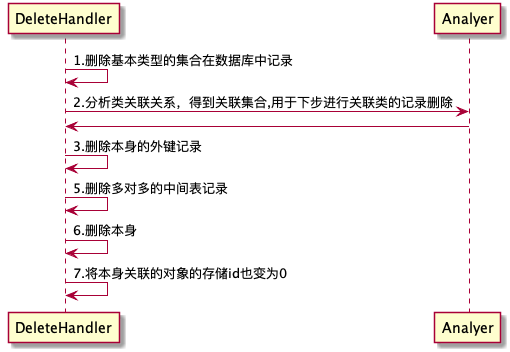 DeleteHandler
Analyer
1.删除基本类型的集合在数据库中记录
2.分析类关联关系，得到关联集合,用于下步进行关联类的记录删除
3.删除本身的外键记录
5.删除多对多的中间表记录
6.删除本身
7.将本身关联的对象的存储id也变为0
DeleteHandler
Analyer